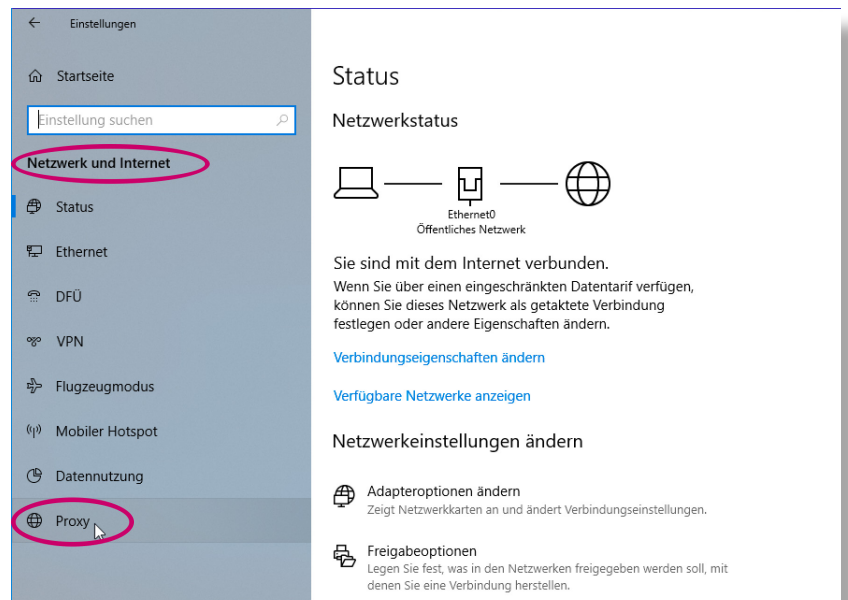 Einstellungen
Startseite
Einstellung suchen
Netzwerk und Internet
Status
Ethernet
DFÜ
VPN
Flugzeugmodus
Mobiler Hotspot
Datennutzung
Proxy
Status
Netzwerkstatus
Ethernet0
Öffentliches Netzwerk
Sie sind mit dem Internet verbunden.
Wenn Sie über einen eingeschränkten Datentarif verfügen,
können Sie dieses Netzwerk als getaktete Verbindung
festlegen oder andere Eigenschaften ändern.
Verbindungseigenschaften ändern
Verfügbare Netzwerke anzeigen
Netzwerkeinstellungen ändern
Adapteroptionen ändern
Zeigt Netzwerkkarten an und ändert Verbindungseinstellungen.
Freigabeoptionen
Legen Sie fest, was in den Netzwerken freigegeben werden soll, mit
denen Sie eine Verbindung herstellen.